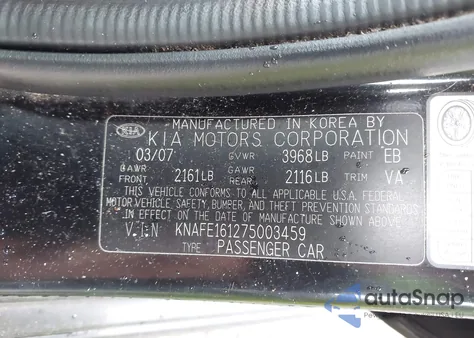 MANUFACTURED IN KOREA BY
KIA KIA MOTORS CORPORATION
03/07 GVWR 3968LB PAINT EB
GAWR FRONT 2161LB GAWR REAR 2116LB TRIM VA
THIS VEHICLE CONFORMS TO ALL APPLICABLE U.S.A. FEDERAL
MOTOR VEHICLE SAFETY, BUMPER, AND THEFT PREVENTION STANDARDS
IN EFFECT ON THE DATE OF MANUFACTURE SHOWN ABOVE.
V.I.N KNAFE161275003459
TYPE: PASSENGER CAR
autoSnap